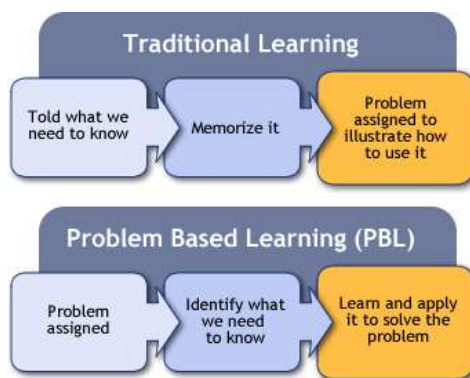 Traditional Learning
Told what we
need to know
Memorize it
Problem
assigned to
illustrate how
to use it
Problem Based Learning (PBL)
Problem
assigned
Identify what
we need
to know
Learn and apply
it to solve the
problem